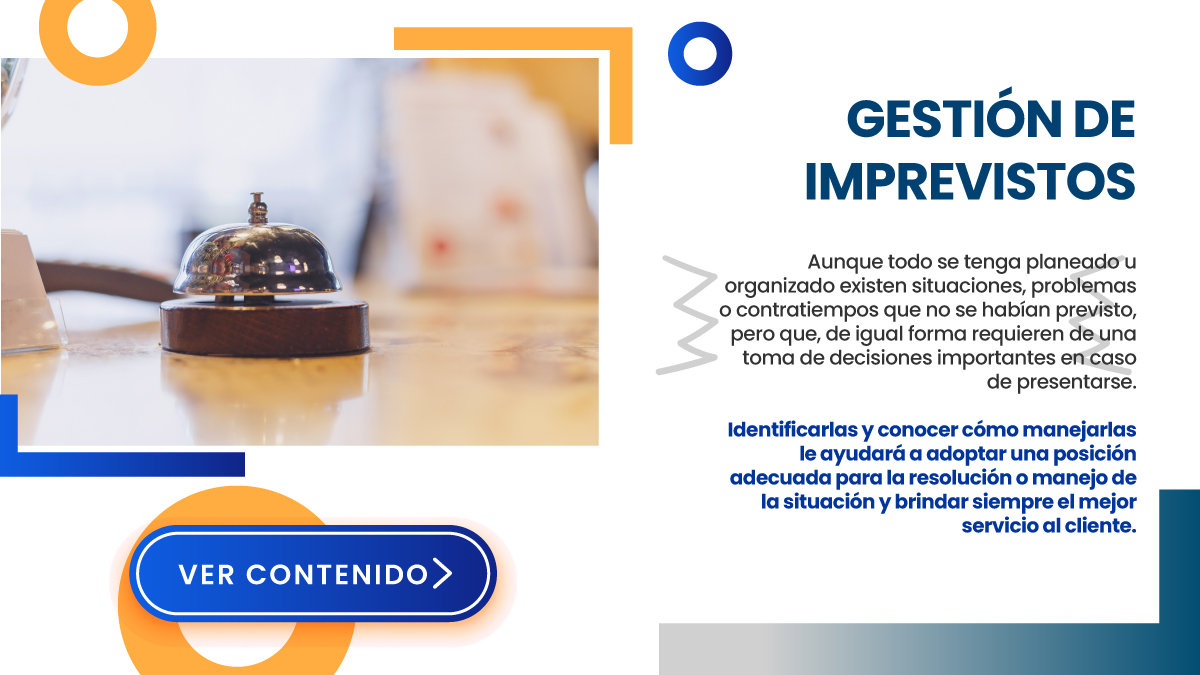 GESTIÓN DE
IMPREVISTOS
Aunque todo se tenga planeado u
organizado existen situaciones, problemas
o contratiempos que no se habían previsto,
pero que, de igual forma requieren de una
toma de decisiones importantes en caso
de presentarse.
Identificarlas y conocer cómo manejarlas
le ayudará a adoptar una posición
adecuada para la resolución o manejo de
la situación y brindar siempre el mejor
servicio al cliente.
VER CONTENIDO